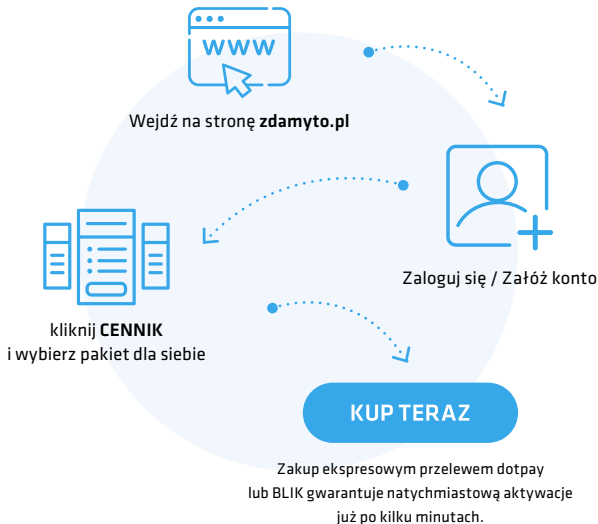 WWW
Wejdź na stronę zdamyto.pl
Zaloguj się / Załóż konto
kliknij CENNIK
i wybierz pakiet dla siebie
KUP TERAZ
Zakup ekspresowym przelewem dotpay
lub BLIK gwarantuje natychmiastową aktywacje
już po kilku minutach.